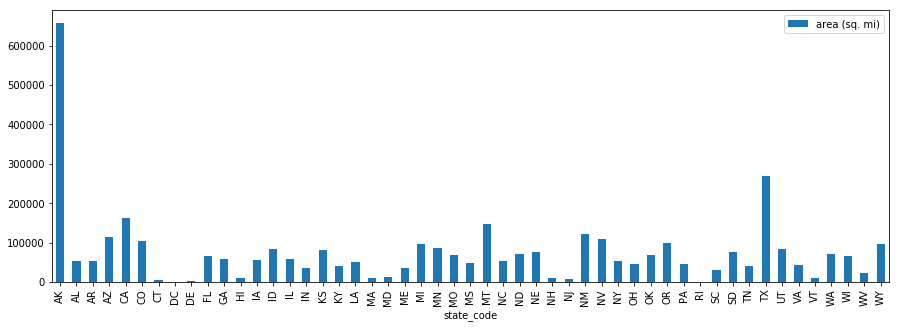 area (sq. mi)
600000
500000
400000
300000
200000
100000
0
AK AL AR AZ CA CO CT DC DE FL GA HI IA ID IL IN KS KY LA MA MD ME MI MN MO MS MT NC ND NE NH NJ NM NV NY OH OK OR PA RI SC SD TN TX UT VA VT WA WI WV WY
state_code